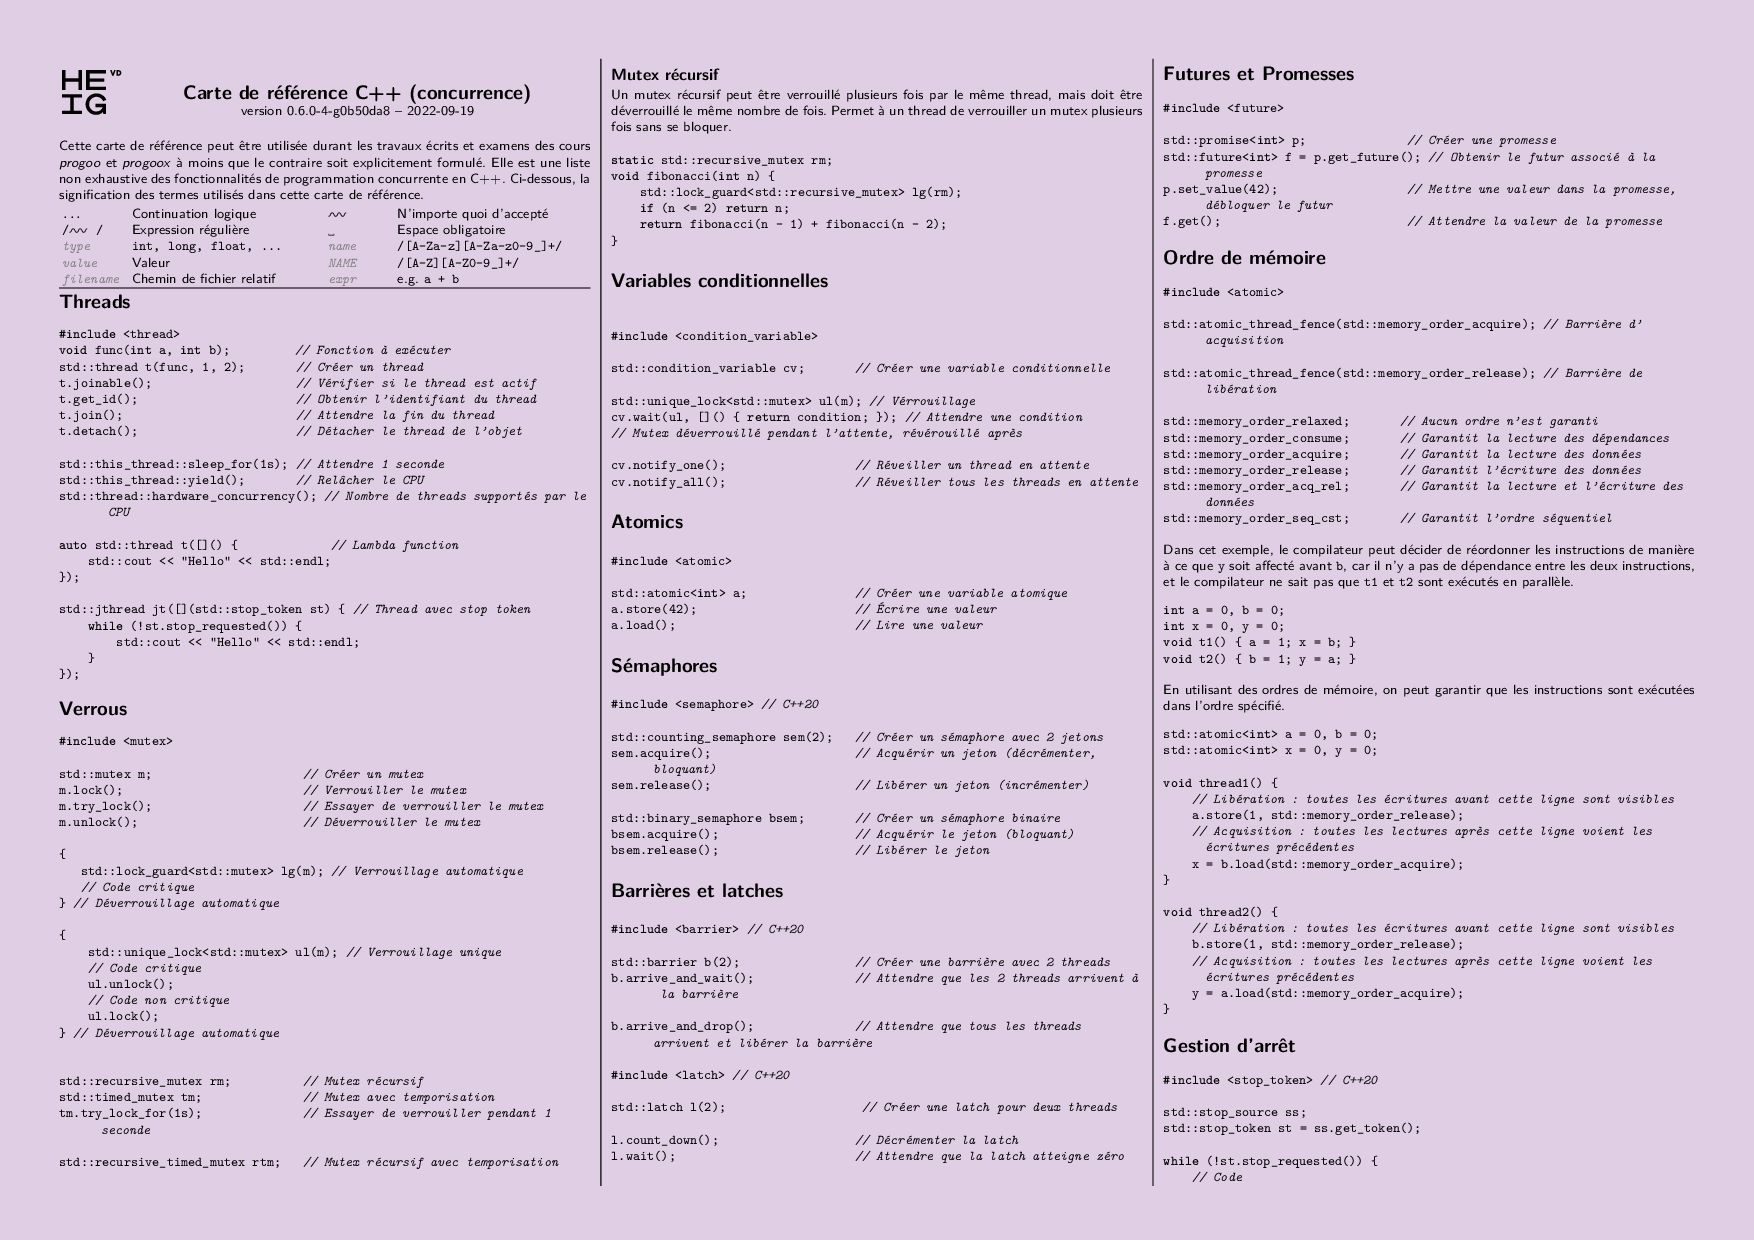 HE VD
IG
Carte de référence C++ (concurrence)
version 0.6.0-4-g0b50da8 – 2022-09-19
Cette carte de référence peut être utilisée durant les travaux écrits et examens des cours
progoo et progoox à moins que le contraire soit explicitement formulé. Elle est une liste
non exhaustive des fonctionnalités de programmation concurrente en C++. Ci-dessous, la
signification des termes utilisés dans cette carte de référence.
... Continuation logique ∿∿ N'importe quoi d'accepté
/∿∿ / Expression régulière ␣ Espace obligatoire
type int, long, float, ... name /[A-Za-z][A-Za-z0-9_]+/
value Valeur NAME /[A-Z][A-Z0-9_]+/
filename Chemin de fichier relatif expr e.g. a + b
Threads
#include <thread>
void func(int a, int b); // Fonction à exécuter
std::thread t(func, 1, 2); // Créer un thread
t.joinable(); // Vérifier si le thread est actif
t.get_id(); // Obtenir l'identifiant du thread
t.join(); // Attendre la fin du thread
t.detach(); // Détacher le thread de l'objet
std::this_thread::sleep_for(1s); // Attendre 1 seconde
std::this_thread::yield(); // Relâcher le CPU
std::thread::hardware_concurrency(); // Nombre de threads supportés par le
CPU
auto std::thread t([]() { // Lambda function
std::cout << "Hello" << std::endl;
});
std::jthread jt([](std::stop_token st) { // Thread avec stop token
while (!st.stop_requested()) {
std::cout << "Hello" << std::endl;
}
});
Verrous
#include <mutex>
std::mutex m; // Créer un mutex
m.lock(); // Verrouiller le mutex
m.try_lock(); // Essayer de verrouiller le mutex
m.unlock(); // Déverrouiller le mutex
{
std::lock_guard<std::mutex> lg(m); // Verrouillage automatique
// Code critique
} // Déverrouillage automatique
{
std::unique_lock<std::mutex> ul(m); // Verrouillage unique
// Code critique
ul.unlock();
// Code non critique
ul.lock();
} // Déverrouillage automatique
std::recursive_mutex rm; // Mutex récursif
std::timed_mutex tm; // Mutex avec temporisation
tm.try_lock_for(1s); // Essayer de verrouiller pendant 1
seconde
std::recursive_timed_mutex rtm; // Mutex récursif avec temporisation
Mutex récursif
Un mutex récursif peut être verrouillé plusieurs fois par le même thread, mais doit être
déverrouillé le même nombre de fois. Permet à un thread de verrouiller un mutex plusieurs
fois sans se bloquer.
static std::recursive_mutex rm;
void fibonacci(int n) {
std::lock_guard<std::recursive_mutex> lg(rm);
if (n <= 2) return n;
return fibonacci(n - 1) + fibonacci(n - 2);
}
Variables conditionnelles
#include <condition_variable>
std::condition_variable cv; // Créer une variable conditionnelle
std::unique_lock<std::mutex> ul(m); // Vérrouillage
cv.wait(ul, []() { return condition; }); // Attendre une condition
// Mutex déverrouillé pendant l'attente, révérouillé après
cv.notify_one(); // Réveiller un thread en attente
cv.notify_all(); // Réveiller tous les threads en attente
Atomics
#include <atomic>
std::atomic<int> a; // Créer une variable atomique
a.store(42); // Écrire une valeur
a.load(); // Lire une valeur
Sémaphores
#include <semaphore> // C++20
std::counting_semaphore sem(2); // Créer un sémaphore avec 2 jetons
sem.acquire(); // Acquérir un jeton (décrémenter,
bloquant)
sem.release(); // Libérer un jeton (incrémenter)
std::binary_semaphore bsem; // Créer un sémaphore binaire
bsem.acquire(); // Acquérir le jeton (bloquant)
bsem.release(); // Libérer le jeton
Barrières et latches
#include <barrier> // C++20
std::barrier b(2); // Créer une barrière avec 2 threads
b.arrive_and_wait(); // Attendre que les 2 threads arrivent à
la barrière
b.arrive_and_drop(); // Attendre que tous les threads
arrivent et libérer la barrière
#include <latch> // C++20
std::latch l(2); // Créer une latch pour deux threads
l.count_down(); // Décrémenter la latch
l.wait(); // Attendre que la latch atteigne zéro
Futures et Promesses
#include <future>
std::promise<int> p; // Créer une promesse
std::future<int> f = p.get_future(); // Obtenir le futur associé à la
promesse
p.set_value(42); // Mettre une valeur dans la promesse,
débloquer le futur
f.get(); // Attendre la valeur de la promesse
Ordre de mémoire
#include <atomic>
std::atomic_thread_fence(std::memory_order_acquire); // Barrière d'
acquisition
std::atomic_thread_fence(std::memory_order_release); // Barrière de
libération
std::memory_order_relaxed; // Aucun ordre n'est garanti
std::memory_order_consume; // Garantit la lecture des dépendances
std::memory_order_acquire; // Garantit la lecture des données
std::memory_order_release; // Garantit l'écriture des données
std::memory_order_acq_rel; // Garantit la lecture et l'écriture des
données
std::memory_order_seq_cst; // Garantit l'ordre séquentiel
Dans cet exemple, le compilateur peut décider de réordonner les instructions de manière
à ce que y soit affecté avant b, car il n'y a pas de dépendance entre les deux instructions,
et le compilateur ne sait pas que t1 et t2 sont exécutés en parallèle.
int a = 0, b = 0;
int x = 0, y = 0;
void t1() { a = 1; x = b; }
void t2() { b = 1; y = a; }
En utilisant des ordres de mémoire, on peut garantir que les instructions sont exécutées
dans l'ordre spécifié.
std::atomic<int> a = 0, b = 0;
std::atomic<int> x = 0, y = 0;
void thread1() {
// Libération : toutes les écritures avant cette ligne sont visibles
a.store(1, std::memory_order_release);
// Acquisition : toutes les lectures après cette ligne voient les
écritures précédentes
x = b.load(std::memory_order_acquire);
}
void thread2() {
// Libération : toutes les écritures avant cette ligne sont visibles
b.store(1, std::memory_order_release);
// Acquisition : toutes les lectures après cette ligne voient les
écritures précédentes
y = a.load(std::memory_order_acquire);
}
Gestion d'arrêt
#include <stop_token> // C++20
std::stop_source ss;
std::stop_token st = ss.get_token();
while (!st.stop_requested()) {
// Code